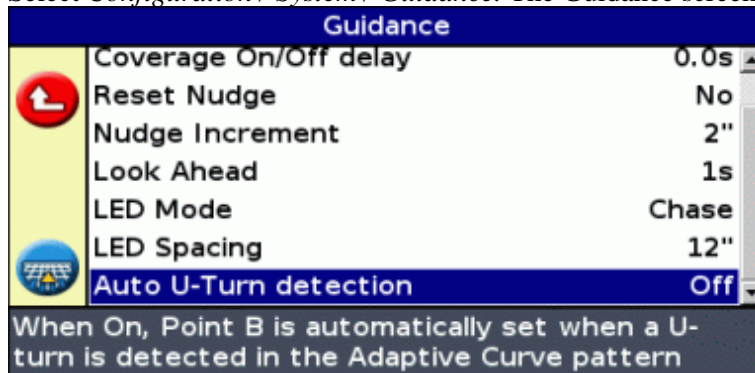 Select Configuration / System / Guidance. The Guidance screen
Guidance
Coverage On/Off delay 0.0s
Reset Nudge No
Nudge Increment 2"
Look Ahead 1s
LED Mode Chase
LED Spacing 12"
Auto U-Turn detection Off
When On, Point B is automatically set when a U-
turn is detected in the Adaptive Curve pattern